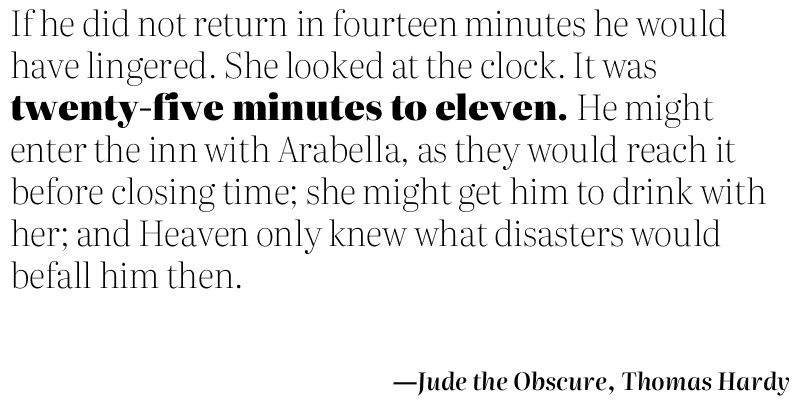 If he did not return in fourteen minutes he would
have lingered. She looked at the clock. It was
twenty-five minutes to eleven. He might
enter the inn with Arabella, as they would reach it
before closing time; she might get him to drink with
her; and Heaven only knew what disasters would
befall him then.
—Jude the Obscure, Thomas Hardy